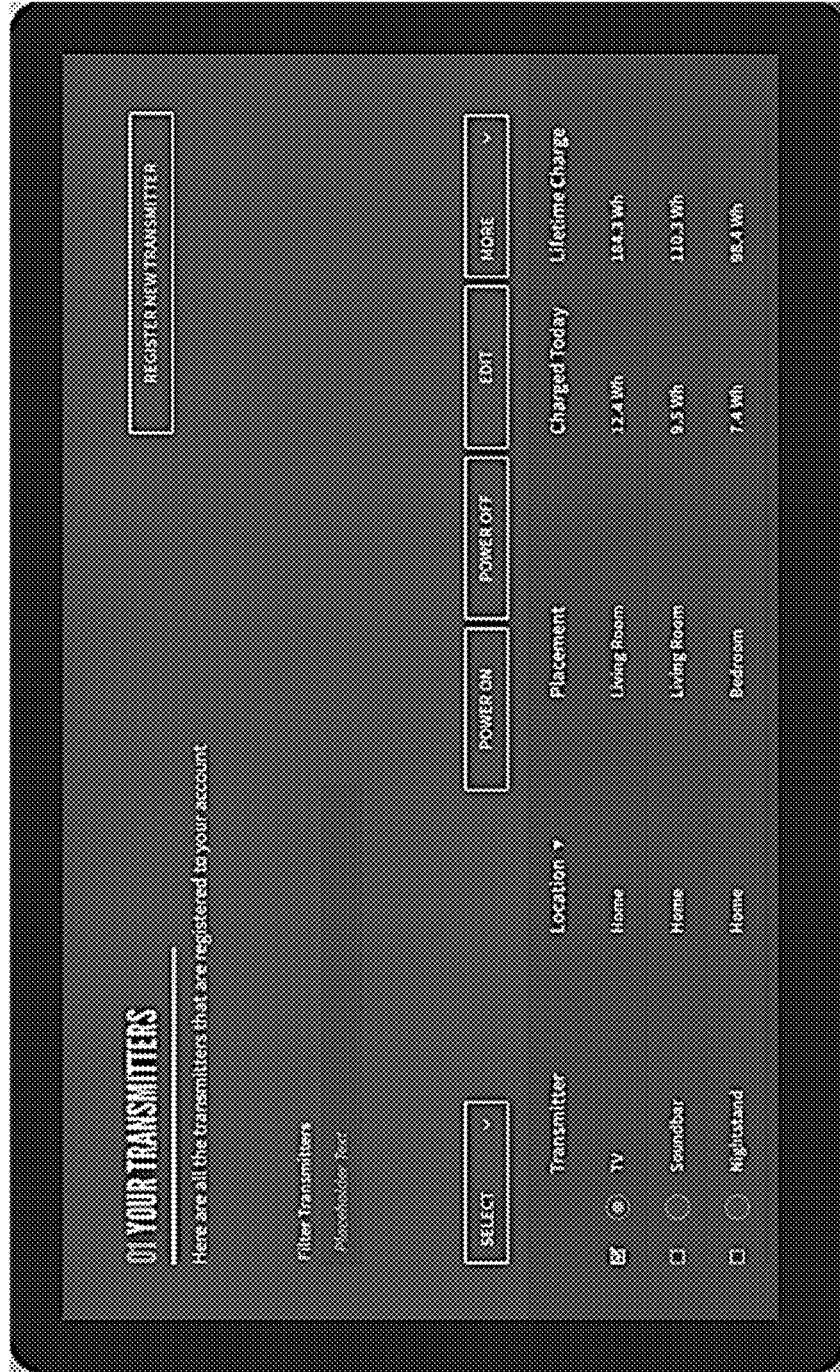 01 YOUR TRANSMITTERS
REGISTER NEW TRANSMITTER
Here are all the transmitters that are registered to your account
Filter Transmitters
Placeholder Text
SELECT POWER ON POWER OFF EDIT MORE
Transmitter Location ▼ Placement Charged Today Lifetime Charge
TV Home Living Room 12.4 Wh 184.3 Wh
Soundbar Home Living Room 9.5 Wh 110.3 Wh
Nightstand Home Bedroom 7.4 Wh 98.4 Wh